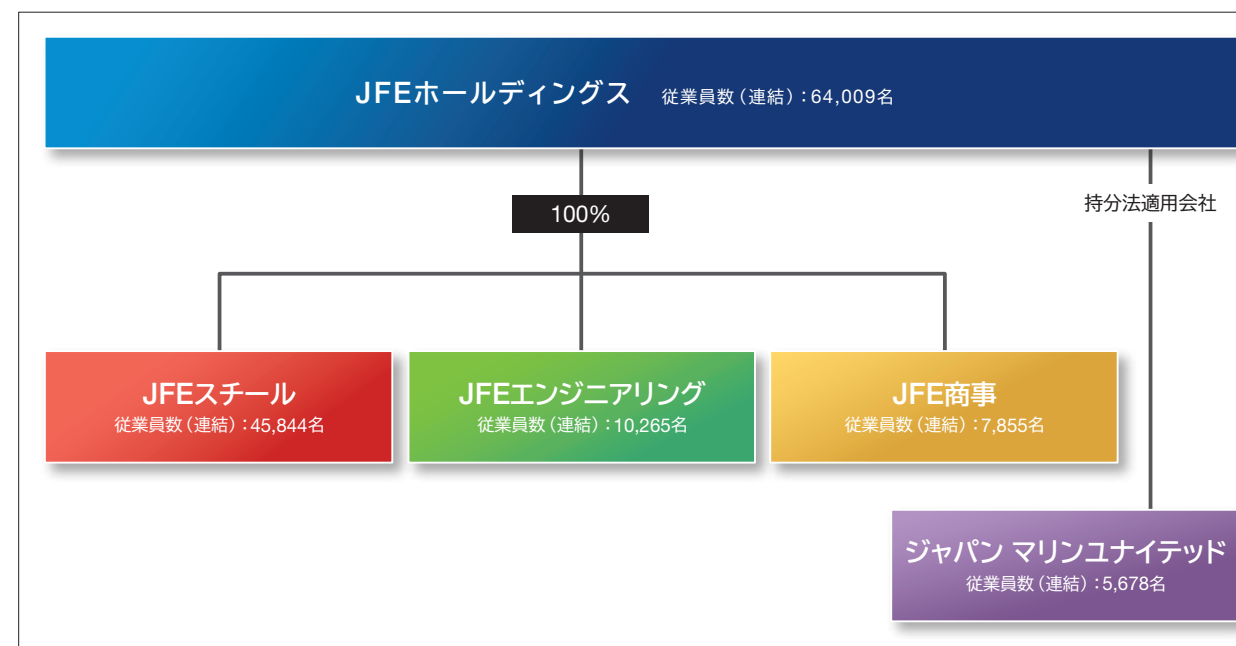 JFEホールディングス 従業員数（連結）：64,009名
100%
持分法適用会社
JFEスチール
従業員数（連結）：45,844名
JFEエンジニアリング
従業員数（連結）：10,265名
JFE商事
従業員数（連結）：7,855名
ジャパン マリンユナイテッド
従業員数（連結）：5,678名